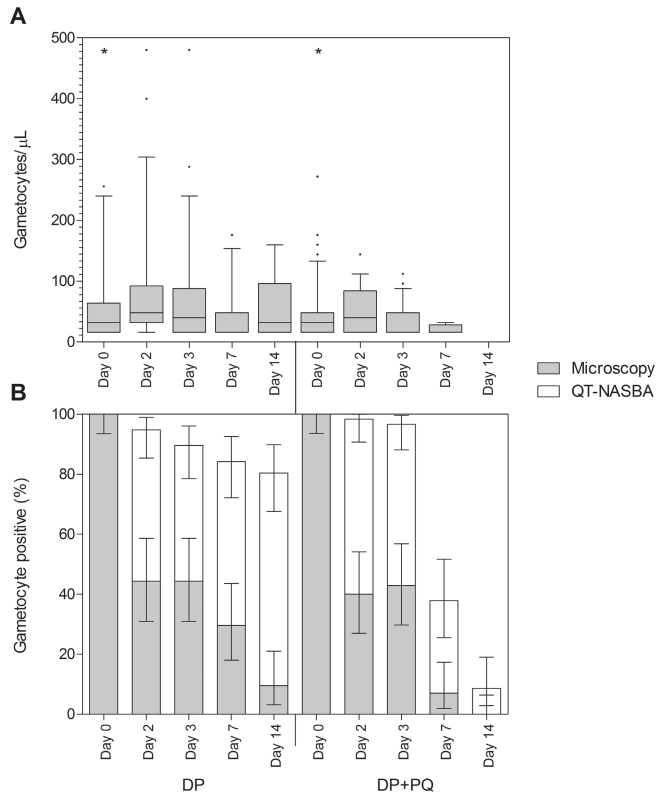 A
500
400
300
200
100
0
Gametocytes/μL
*
*
Day 0
Day 2
Day 3
Day 7
Day 14
Day 0
Day 2
Day 3
Day 7
Day 14
Microscopy
QT-NASBA
B
100
80
60
40
20
0
Gametocyte positive (%)
Day 0
Day 2
Day 3
Day 7
Day 14
Day 0
Day 2
Day 3
Day 7
Day 14
DP
DP+PQ